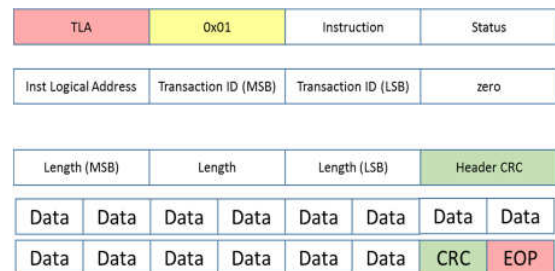 TLA 0x01 Instruction Status
Inst Logical Address Transaction ID (MSB) Transaction ID (LSB) zero
Length (MSB) Length Length (LSB) Header CRC
Data Data Data Data Data Data Data Data
Data Data Data Data Data Data CRC EOP